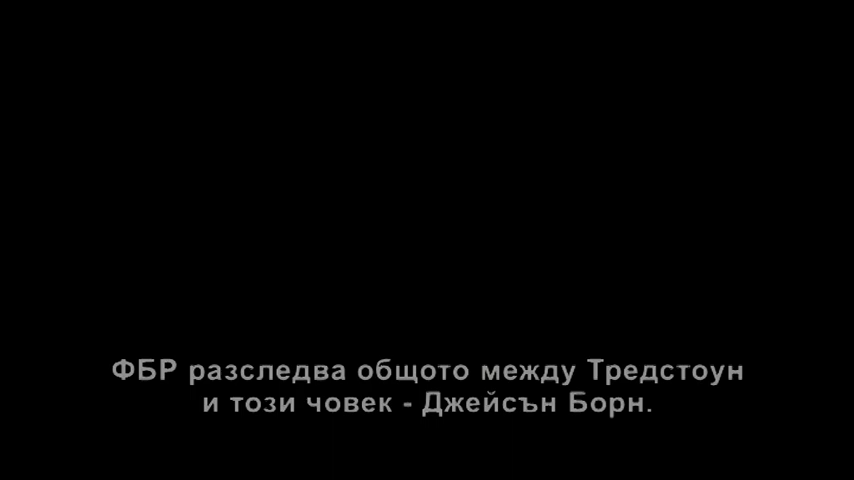 ФБР разследва общото между Тредстоун
и този човек - Джейсън Борн.